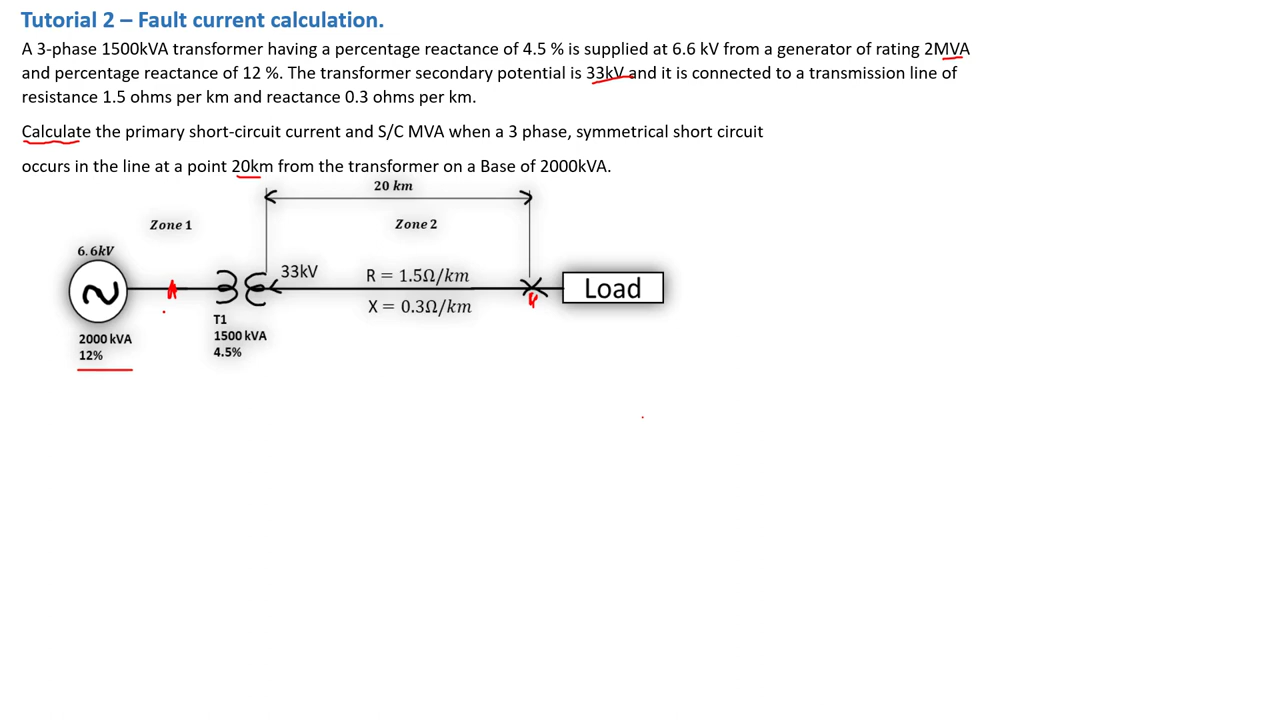 Tutorial 2 – Fault current calculation.
A 3-phase 1500kVA transformer having a percentage reactance of 4.5 % is supplied at 6.6 kV from a generator of rating 2MVA
and percentage reactance of 12 %. The transformer secondary potential is 33kV and it is connected to a transmission line of
resistance 1.5 ohms per km and reactance 0.3 ohms per km.
Calculate the primary short-circuit current and S/C MVA when a 3 phase, symmetrical short circuit
occurs in the line at a point 20km from the transformer on a Base of 2000kVA.
20 km
Zone 1
Zone 2
6.6kV
33kV
R = 1.5Ω/km
Load
X = 0.3Ω/km
T1
2000 kVA
1500 kVA
12%
4.5%